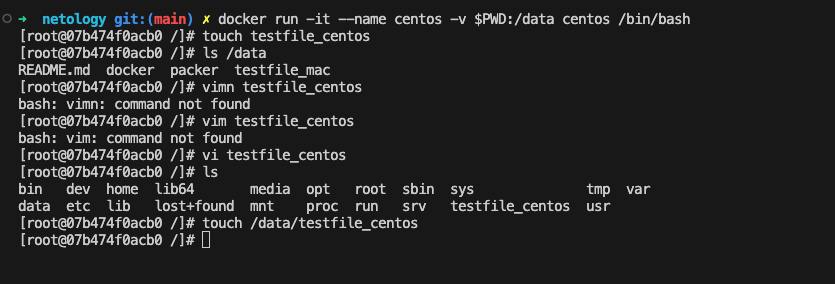 ➜  netology git:(main) ✗ docker run -it --name centos -v $PWD:/data centos /bin/bash
[root@07b474f0acb0 /]# touch testfile_centos
[root@07b474f0acb0 /]# ls /data
README.md  docker  packer  testfile_mac
[root@07b474f0acb0 /]# vimn testfile_centos
bash: vimn: command not found
[root@07b474f0acb0 /]# vim testfile_centos
bash: vim: command not found
[root@07b474f0acb0 /]# vi testfile_centos
[root@07b474f0acb0 /]# ls
bin   dev  home  lib64       media  opt   root  sbin  sys              tmp  var
data  etc  lib   lost+found  mnt    proc  run   srv   testfile_centos  usr
[root@07b474f0acb0 /]# touch /data/testfile_centos
[root@07b474f0acb0 /]#